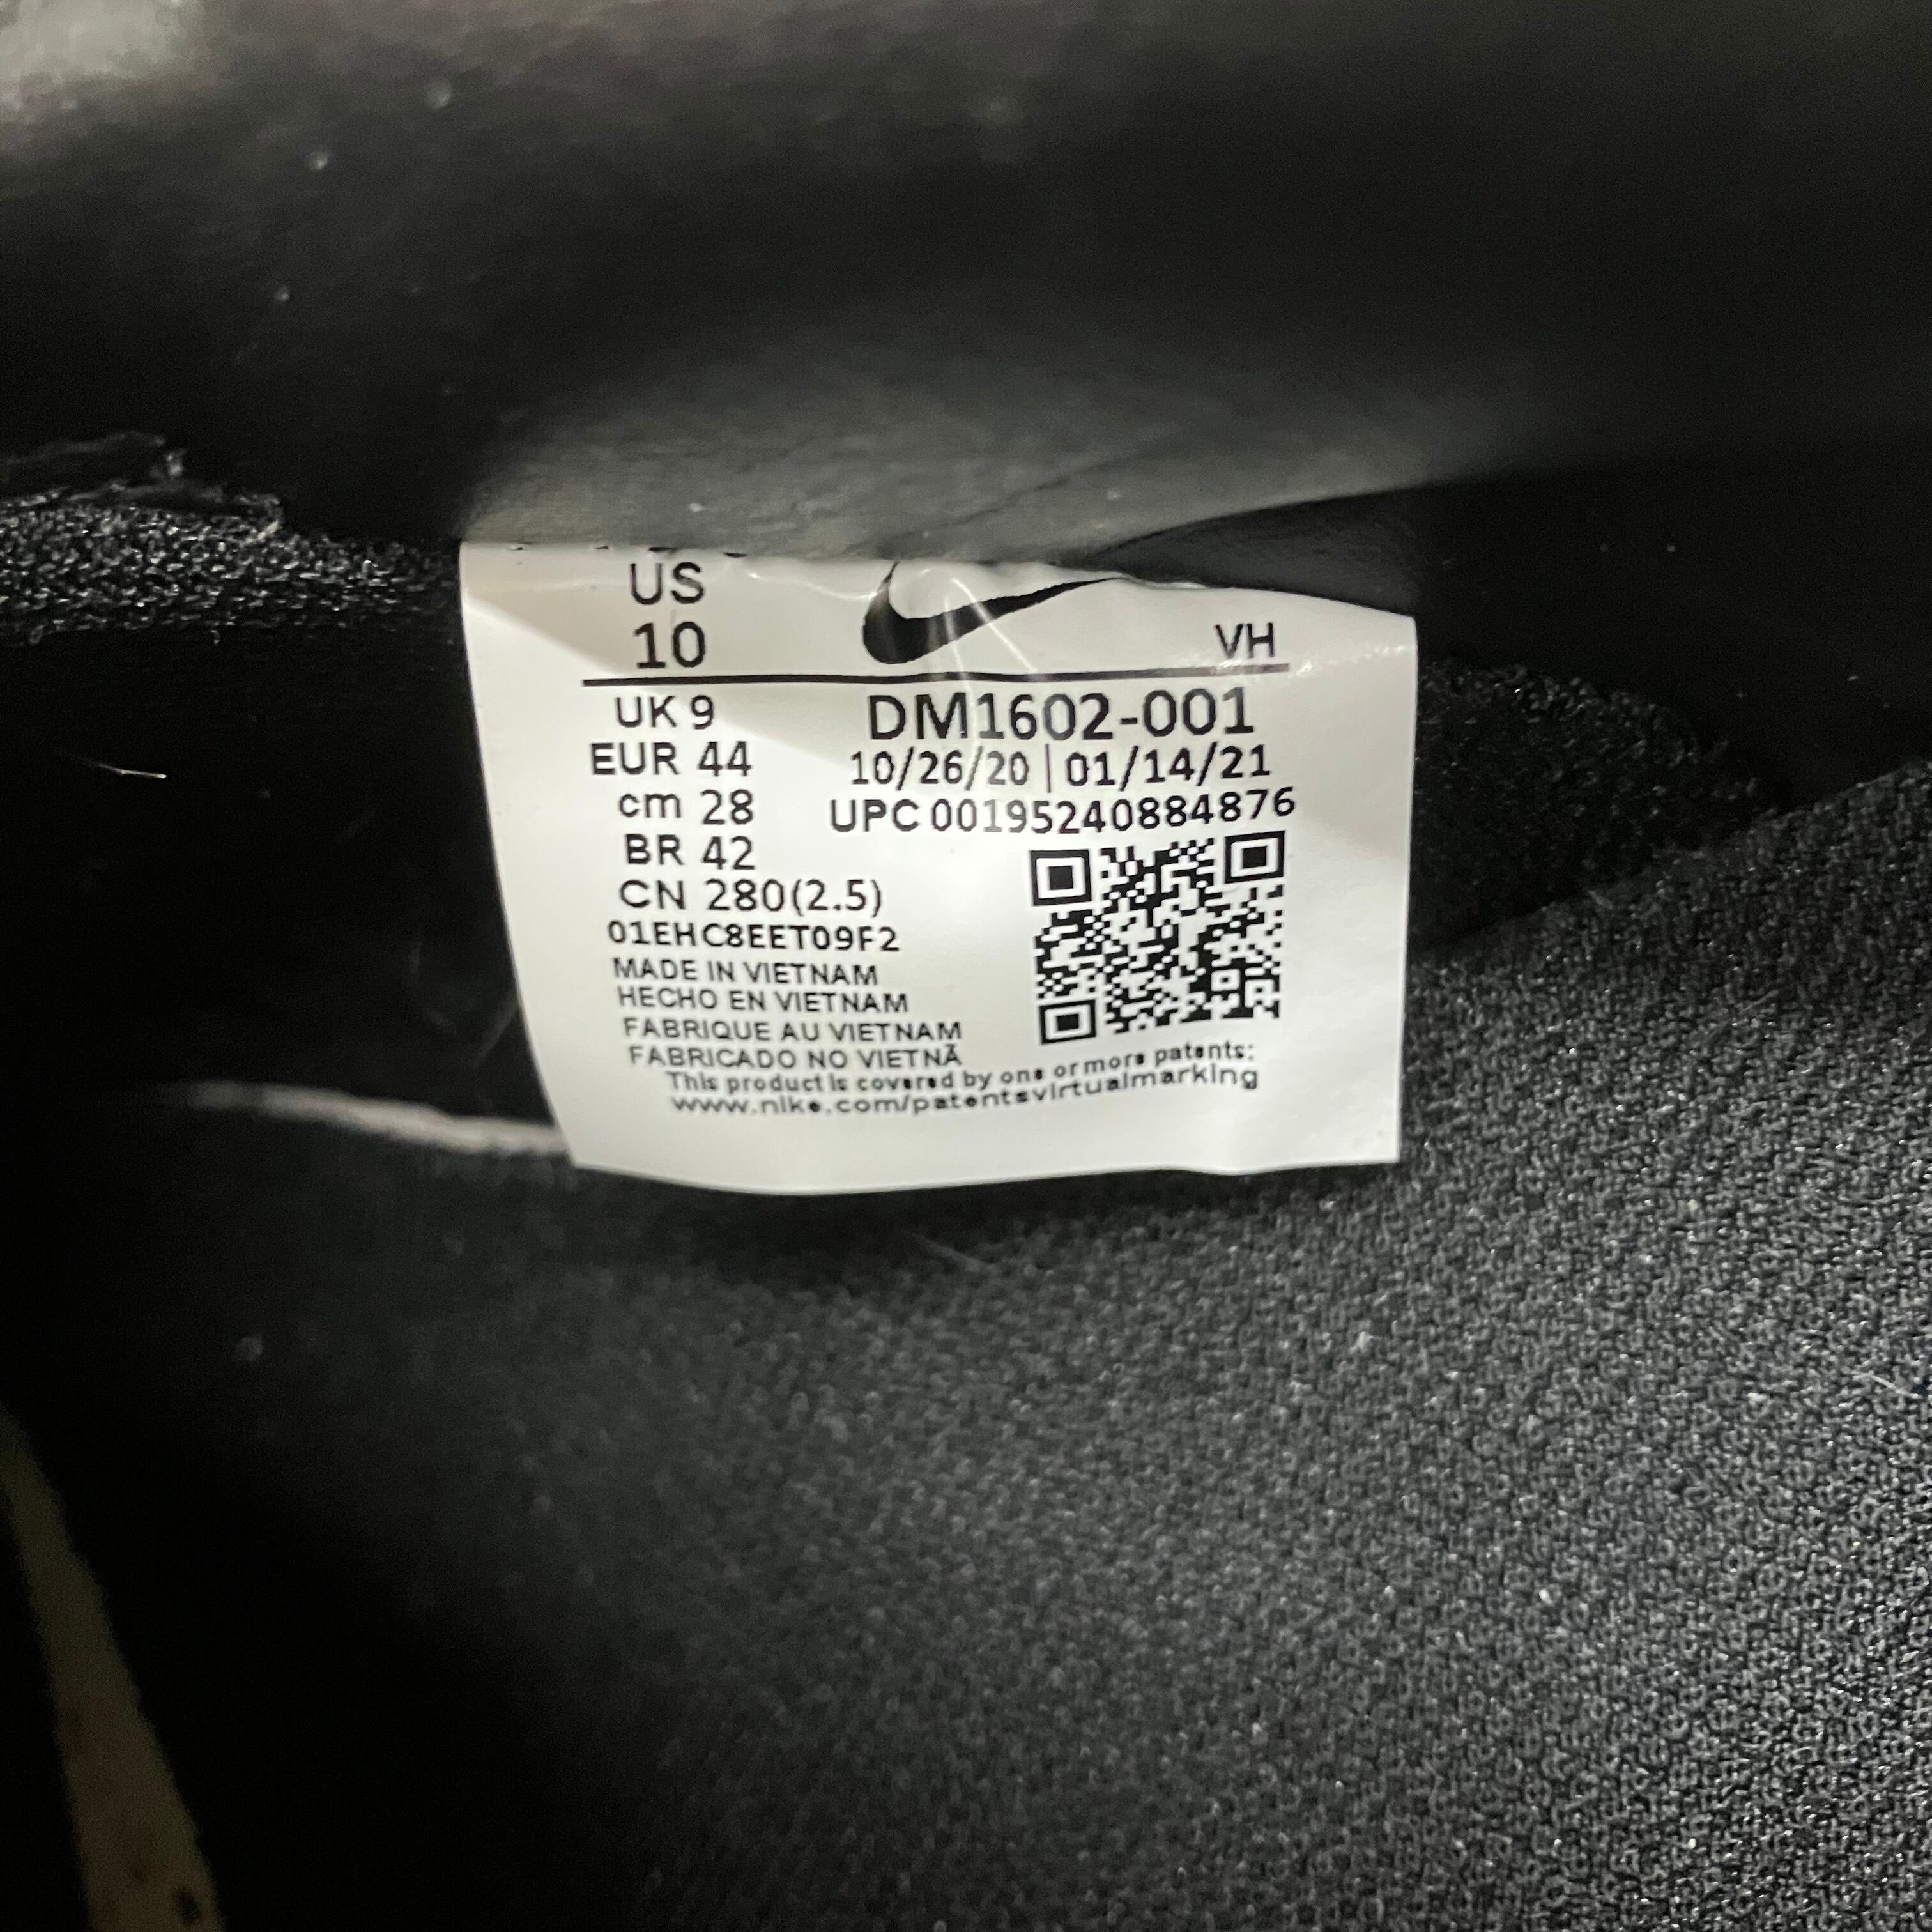 US
10
VH
UK 9
EUR 44
cm 28
BR 42
CN 280(2.5)
DM1602-001
10/26/20 | 01/14/21
UPC 00195240884876
01EHC8EET09F2
MADE IN VIETNAM
HECHO EN VIETNAM
FABRIQUE AU VIETNAM
FABRICADO NO VIETNÃ
This product is covered by one or more patents:
www.nike.com/patentsvirtualmarking